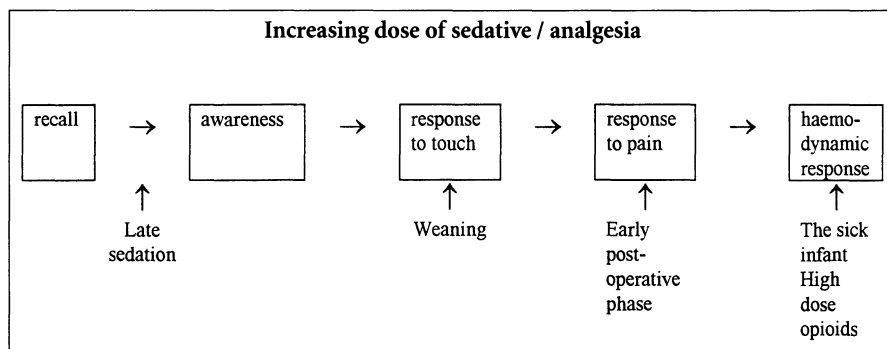 Increasing dose of sedative / analgesia
recall
awareness
response
to touch
response
to pain
haemo-
dynamic
response
Late
sedation
Weaning
Early
post-
operative
phase
The sick
infant
High
dose
opioids